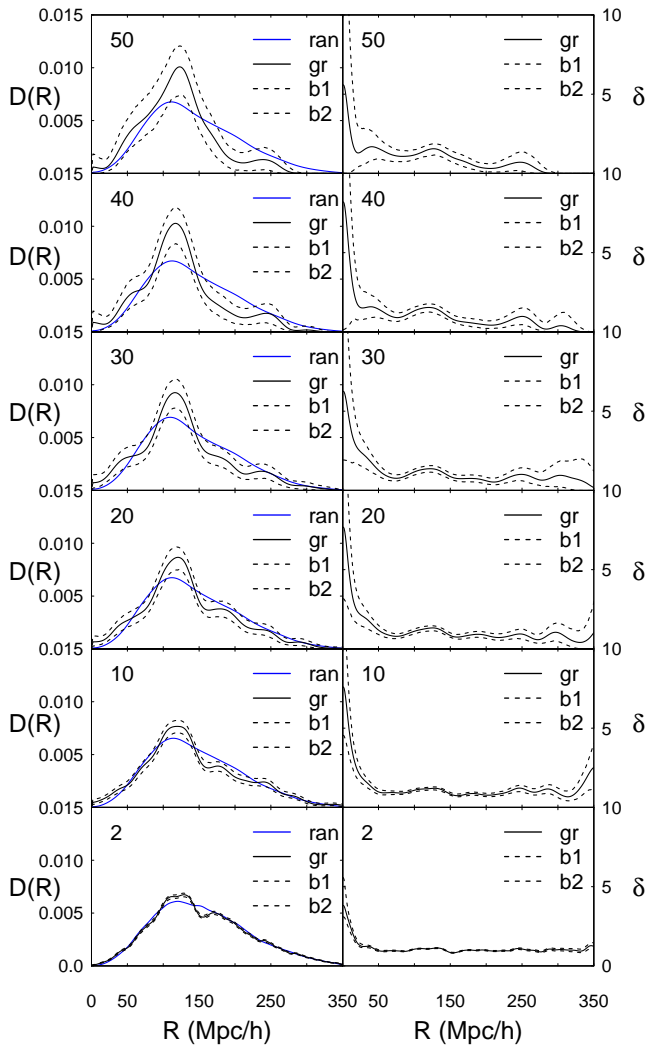 50 ran 50 gr 10
0.010 gr b1
D(R) b1 b2 5 δ
0.005 b2
0.015 10
40 ran 40 gr
0.010 gr b1
D(R) b1 b2 5 δ
0.005 b2
0.015 10
30 ran 30 gr
0.010 gr b1
D(R) b1 b2 5 δ
0.005 b2
0.015 10
20 ran 20 gr
0.010 gr b1
D(R) b1 b2 5 δ
0.005 b2
0.015 10
10 ran 10 gr
0.010 gr b1
D(R) b1 b2 5 δ
0.005 b2
0.015 10
2 ran 2 gr
0.010 gr b1
D(R) b1 b2 5 δ
0.005 b2
0.0 0
0 50 150 250 350 50 150 250 350
R (Mpc/h) R (Mpc/h)